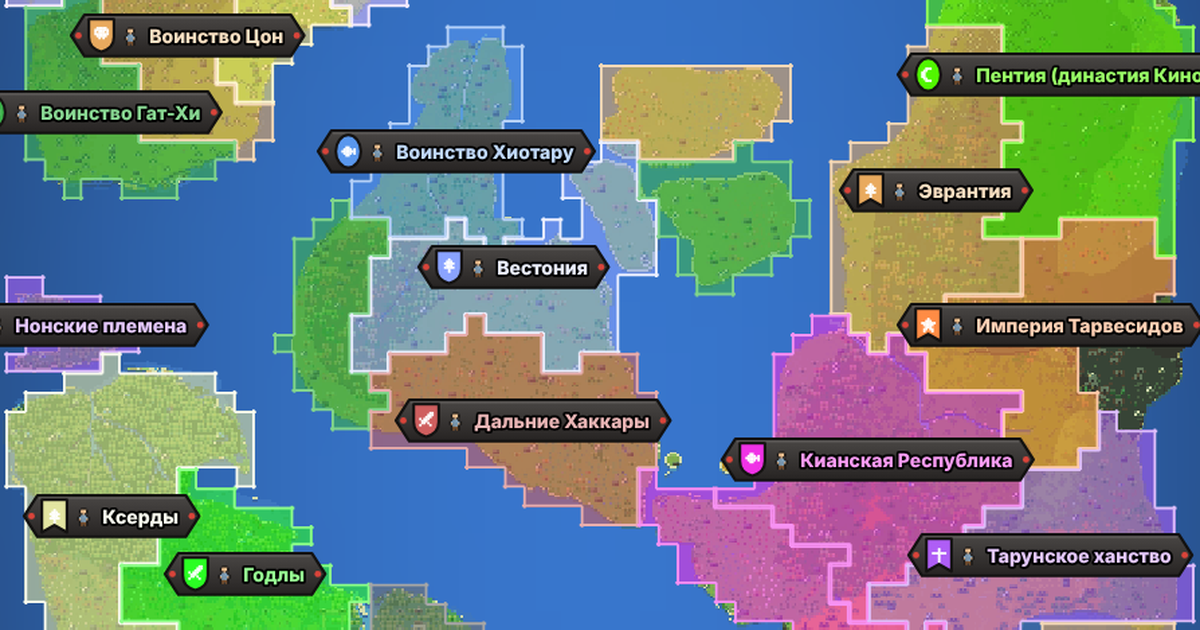 Воинство Цон
Пентия (династия Кино
Воинство Гат-Хи
Воинство Хиотару
Эврантия
Вестония
Нонские племена
Империя Тарвесидов
Дальние Хаккары
Кианская Республика
Ксерды
Тарунское ханство
Годлы